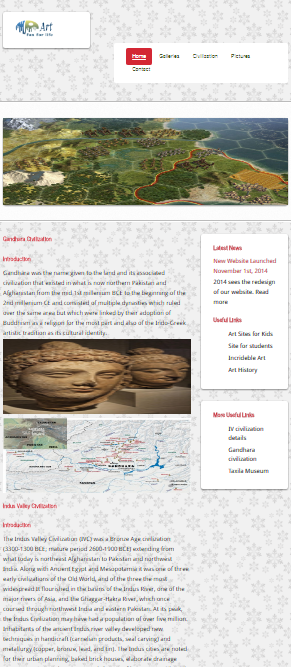 Art
fun for life
Home
Galleries
Civilization
Pictures
Contact
Gandhara Civilization
Introduction
Gandhara was the name given to the land and its associated
civilization that existed in what is now northern Pakistan and
Afghanistan from the mid 1st millenium BCE to the beginning of the
2nd millenium CE and consisted of multiple dynasties which ruled
over the same area but which were linked by their adoption of
Buddhism as a religion for the most part and also of the Indo-Greek
artistic tradition as its cultural identity.
GANDHARA
Indus Valley Civilization
Introduction
The Indus Valley Civilization (IVC) was a Bronze Age civilization
(3300-1300 BCE; mature period 2600-1900 BCE) extending from
what today is northeast Afghanistan to Pakistan and northwest
India. Along with Ancient Egypt and Mesopotamia it was one of three
early civilizations of the Old World, and of the three the most
widespread It flourished in the basins of the Indus River, one of the
major rivers of Asia, and the Ghaggar-Hakra River, which once
coursed through northwest India and eastern Pakistan. At its peak,
the Indus Civilization may have had a population of over five million.
Inhabitants of the ancient Indus river valley developed new
techniques in handicraft (carnelian products, seal carving) and
metallurgy (copper, bronze, lead, and tin). The Indus cities are noted
for their urban planning, baked brick houses, elaborate drainage
Latest News
New Website Launched
November 1st, 2014
2014 sees the redesign
of our website. Read
more
Useful Links
Art Sites for Kids
Site for students
Incrideble Art
Art History
More Useful Links
IV civilization
details
Gandhara
civilization
Taxila Museum